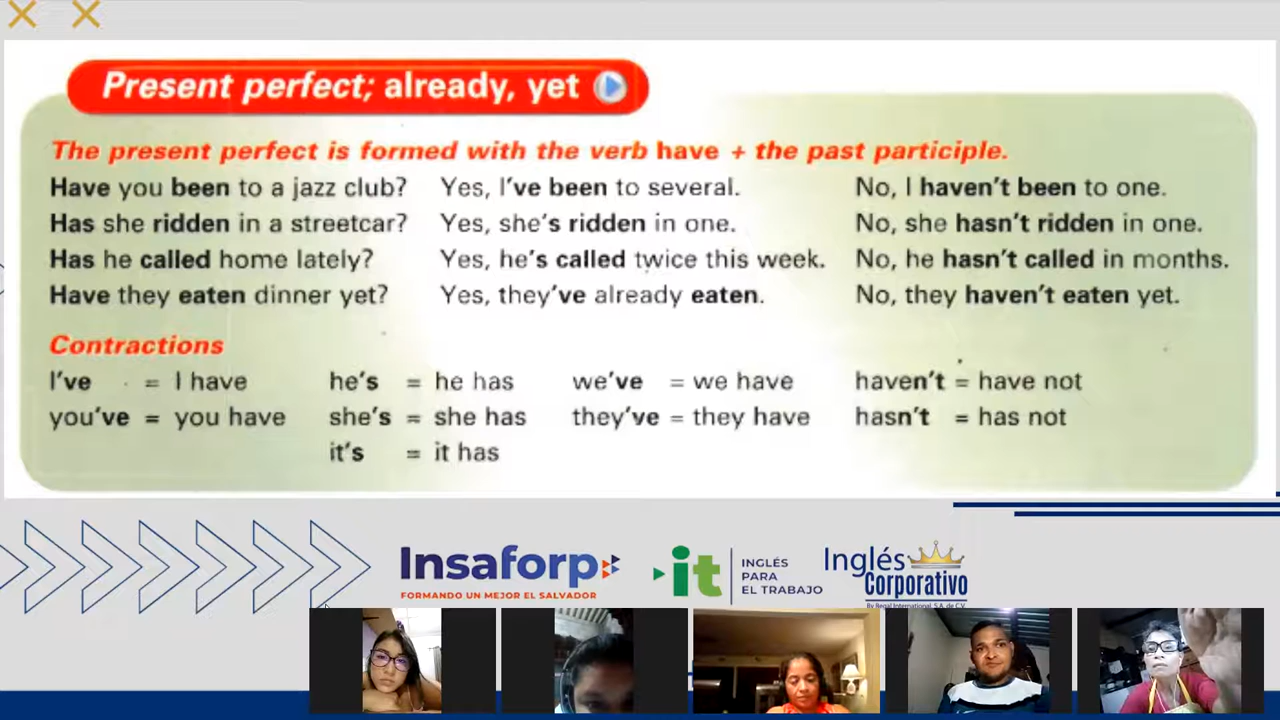 Present perfect; already, yet
The present perfect is formed with the verb have + the past participle.
Have you been to a jazz club? Yes, I've been to several. No, I haven't been to one.
Has she ridden in a streetcar? Yes, she's ridden in one. No, she hasn't ridden in one.
Has he called home lately? Yes, he's called twice this week. No, he hasn't called in months.
Have they eaten dinner yet? Yes, they've already eaten. No, they haven't eaten yet.
Contractions
I've = I have he's = he has we've = we have haven't = have not
you've = you have she's = she has they've = they have hasn't = has not
it's = it has
Insaforp
FORMANDO UN MEJOR EL SALVADOR
it
INGLÉS
PARA
EL TRABAJO
Inglés
Corporativo
By Regal International, S.A. de C.V.